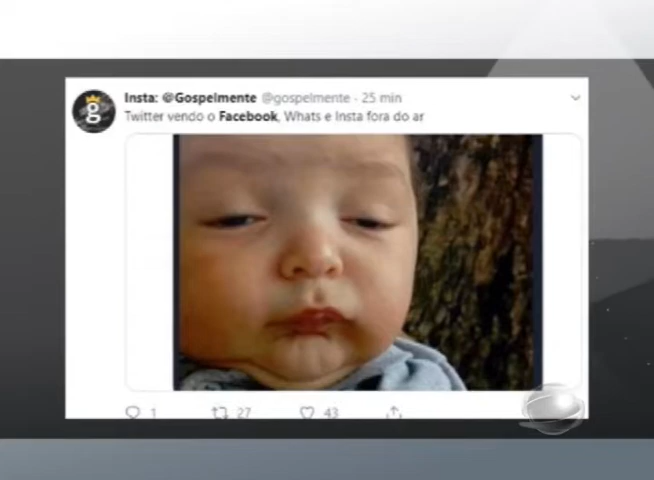 g
Insta: @Gospelmente @gospelmente · 25 min
Twitter vendo o Facebook, Whats e Insta fora do ar
1 27 43